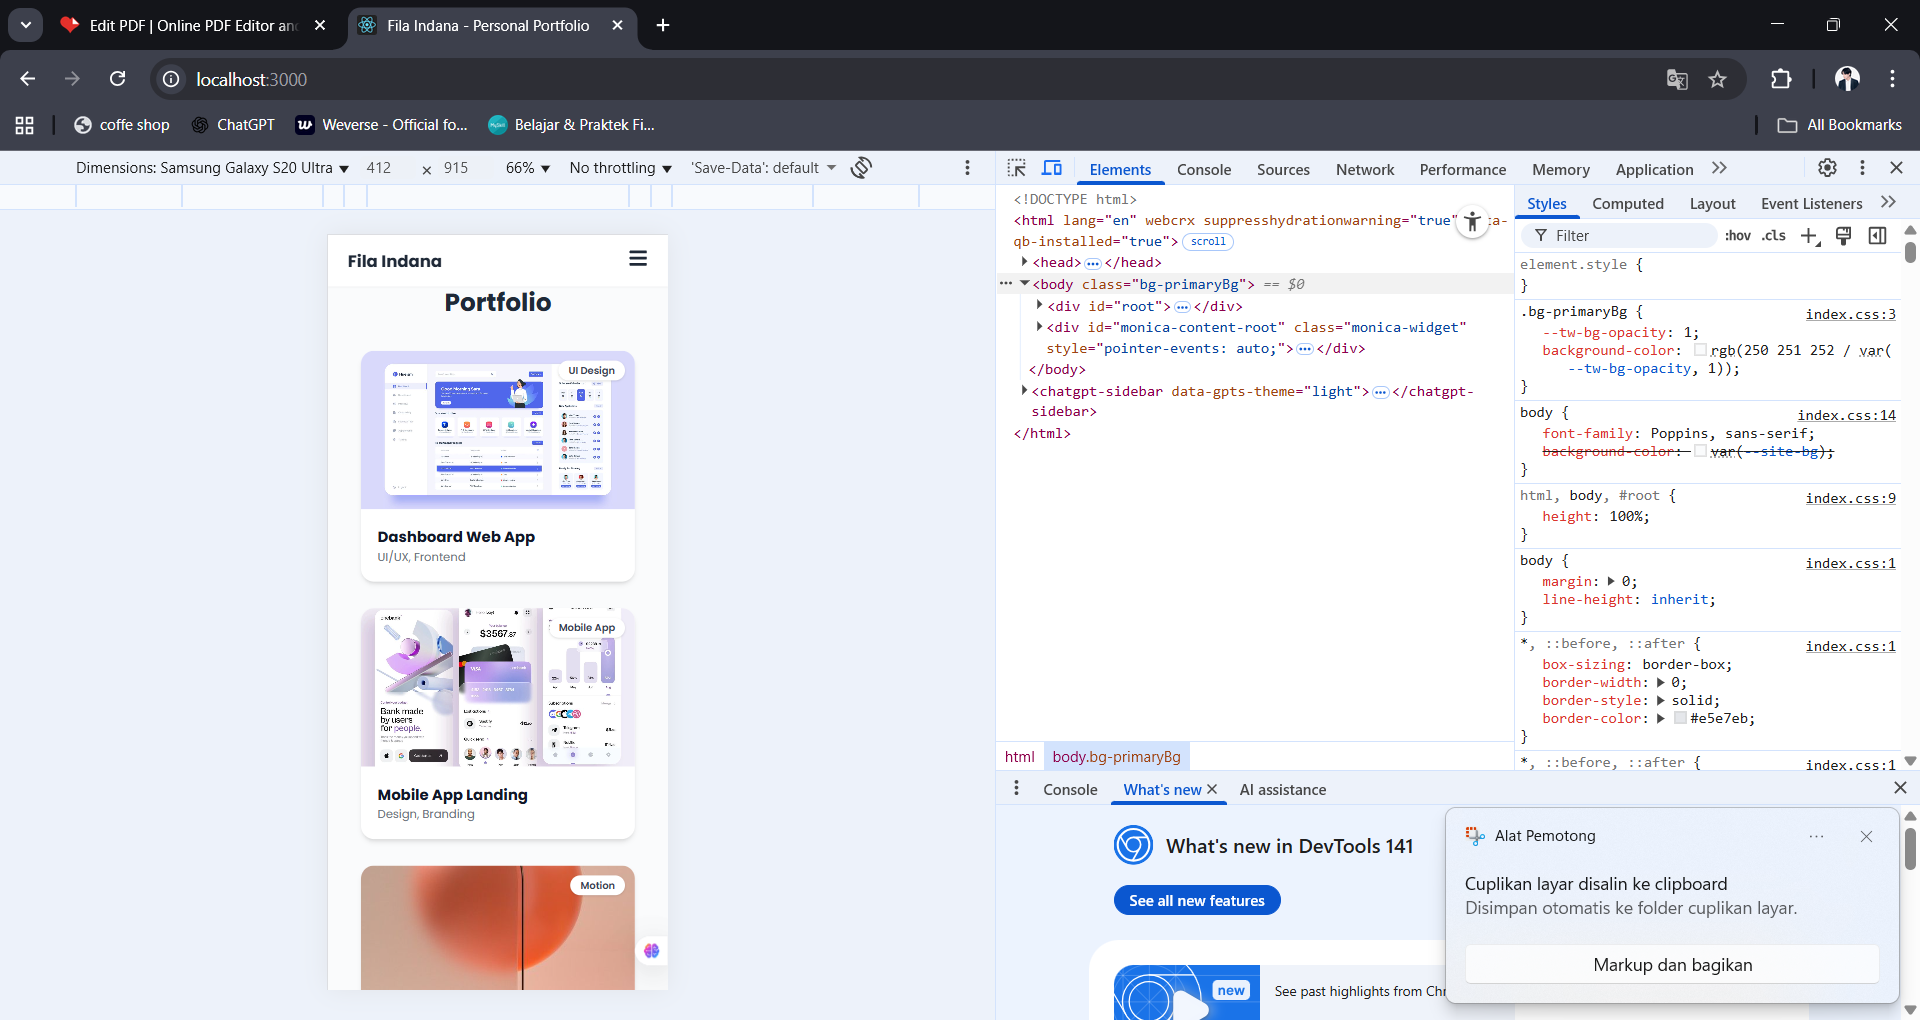 Edit PDF | Online PDF Editor an
Fila Indana - Personal Portfolio
localhost:3000
coffe shop
ChatGPT
Weverse - Official fo...
Belajar & Praktek Fi...
All Bookmarks
Dimensions: Samsung Galaxy S20 Ultra 412 × 915 66% No throttling 'Save-Data': default
Fila Indana
Portfolio
UI Design
Dashboard Web App
UI/UX, Frontend
Mobile App
$3567.87
Bank made
by users
for people.
Mobile App Landing
Design, Branding
Motion
Elements Console Sources Network Performance Memory Application
<!DOCTYPE html>
<html lang="en" webcrx suppresshydrationwarning="true" ta-
qb-installed="true"> scroll
<head> … </head>
<body class="bg-primaryBg"> == $0
<div id="root"> … </div>
<div id="monica-content-root" class="monica-widget"
style="pointer-events: auto;"> … </div>
</body>
<chatgpt-sidebar data-gpts-theme="light"> … </chatgpt-
sidebar>
</html>
html body.bg-primaryBg
Styles Computed Layout Event Listeners
Filter :hov .cls
element.style {
}
.bg-primaryBg { index.css:3
--tw-bg-opacity: 1;
background-color: rgb(250 251 252 / var(
--tw-bg-opacity, 1));
}
body { index.css:14
font-family: Poppins, sans-serif;
background-color: var(--site-bg);
}
html, body, #root { index.css:9
height: 100%;
}
body { index.css:1
margin: 0;
line-height: inherit;
}
*, ::before, ::after { index.css:1
box-sizing: border-box;
border-width: 0;
border-style: solid;
border-color: #e5e7eb;
}
*, ::before, ::after { index.css:1
Console What's new AI assistance
What's new in DevTools 141
See all new features
new
See past highlights from Chr
Alat Pemotong
Cuplikan layar disalin ke clipboard
Disimpan otomatis ke folder cuplikan layar.
Markup dan bagikan